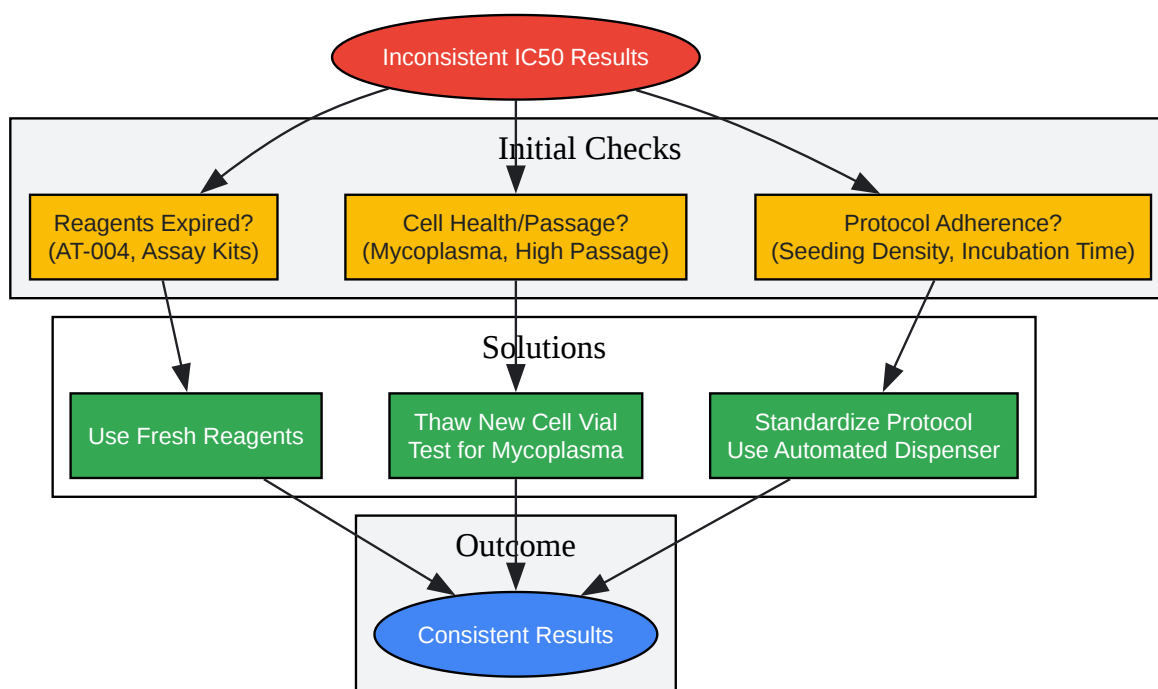 Inconsistent IC50 Results
Initial Checks
Reagents Expired?
(AT-004, Assay Kits)
Cell Health/Passage?
(Mycoplasma, High Passage)
Protocol Adherence?
(Seeding Density, Incubation Time)
Solutions
Use Fresh Reagents
Thaw New Cell Vial
Test for Mycoplasma
Standardize Protocol
Use Automated Dispenser
Outcome
Consistent Results